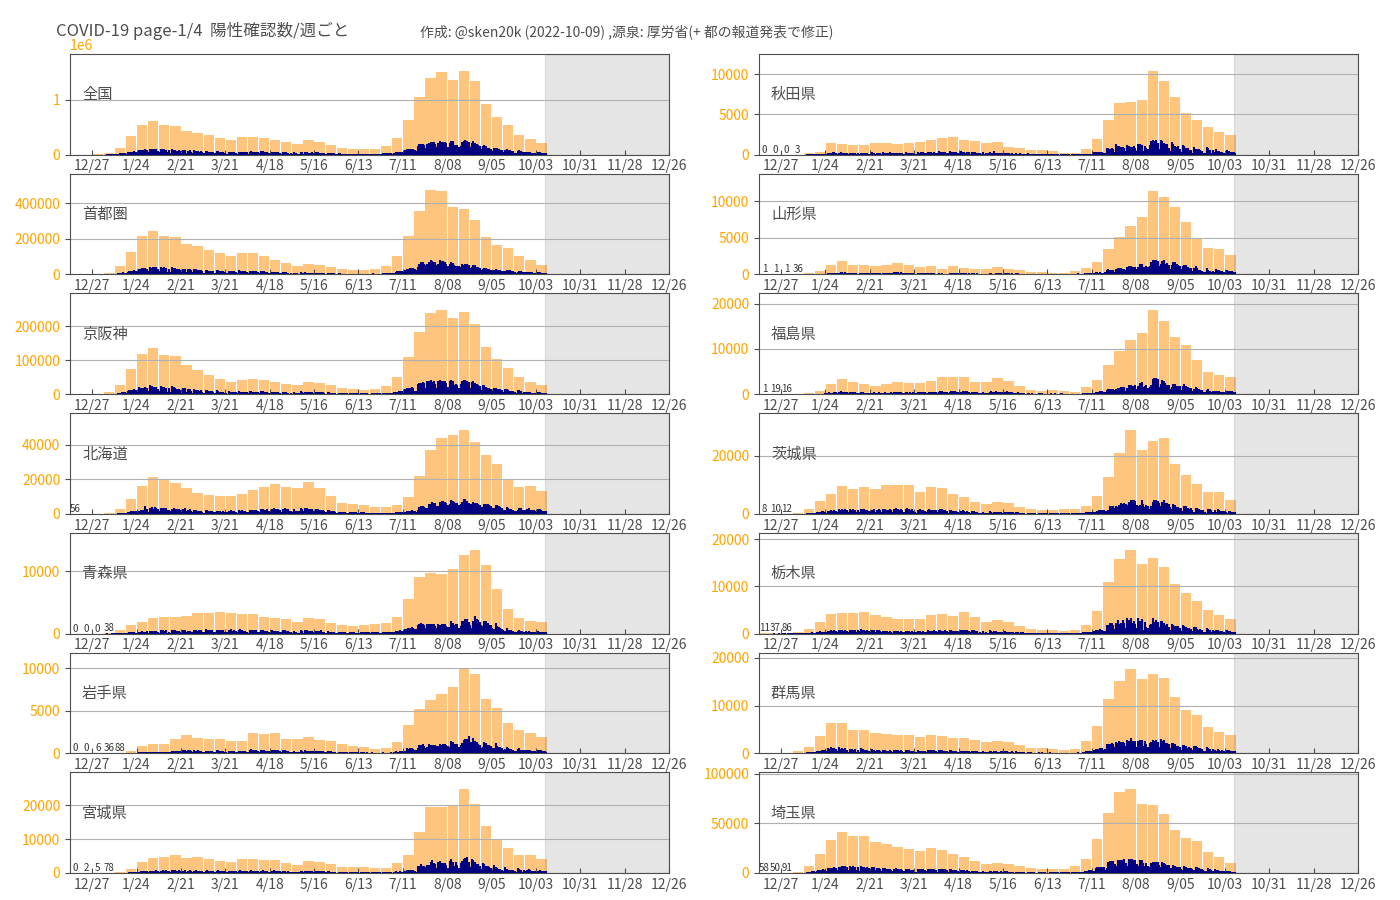 COVID-19 page-1/4 陽性確認数/週ごと
作成: @sken20k (2022-10-09) ,源泉: 厚労省(+ 都の報道発表で修正)
1e6
全国
1
0
12/27 1/24 2/21 3/21 4/18 5/16 6/13 7/11 8/08 9/05 10/03 10/31 11/28 12/26
秋田県
10000
5000
0
0 0,0 3
12/27 1/24 2/21 3/21 4/18 5/16 6/13 7/11 8/08 9/05 10/03 10/31 11/28 12/26
首都圏
400000
200000
0
12/27 1/24 2/21 3/21 4/18 5/16 6/13 7/11 8/08 9/05 10/03 10/31 11/28 12/26
山形県
10000
5000
0
1 1,1 36
12/27 1/24 2/21 3/21 4/18 5/16 6/13 7/11 8/08 9/05 10/03 10/31 11/28 12/26
京阪神
200000
100000
0
12/27 1/24 2/21 3/21 4/18 5/16 6/13 7/11 8/08 9/05 10/03 10/31 11/28 12/26
福島県
20000
10000
0
1 19,16
12/27 1/24 2/21 3/21 4/18 5/16 6/13 7/11 8/08 9/05 10/03 10/31 11/28 12/26
北海道
40000
20000
0
56
12/27 1/24 2/21 3/21 4/18 5/16 6/13 7/11 8/08 9/05 10/03 10/31 11/28 12/26
茨城県
20000
0
8 10,12
12/27 1/24 2/21 3/21 4/18 5/16 6/13 7/11 8/08 9/05 10/03 10/31 11/28 12/26
青森県
10000
0
0 0,0 38
12/27 1/24 2/21 3/21 4/18 5/16 6/13 7/11 8/08 9/05 10/03 10/31 11/28 12/26
栃木県
20000
10000
0
11 37,86
12/27 1/24 2/21 3/21 4/18 5/16 6/13 7/11 8/08 9/05 10/03 10/31 11/28 12/26
岩手県
10000
5000
0
0 0,6 36 88
12/27 1/24 2/21 3/21 4/18 5/16 6/13 7/11 8/08 9/05 10/03 10/31 11/28 12/26
群馬県
20000
10000
0
12/27 1/24 2/21 3/21 4/18 5/16 6/13 7/11 8/08 9/05 10/03 10/31 11/28 12/26
宮城県
20000
10000
0
0 2,5 78
12/27 1/24 2/21 3/21 4/18 5/16 6/13 7/11 8/08 9/05 10/03 10/31 11/28 12/26
埼玉県
100000
50000
0
58 50,91
12/27 1/24 2/21 3/21 4/18 5/16 6/13 7/11 8/08 9/05 10/03 10/31 11/28 12/26